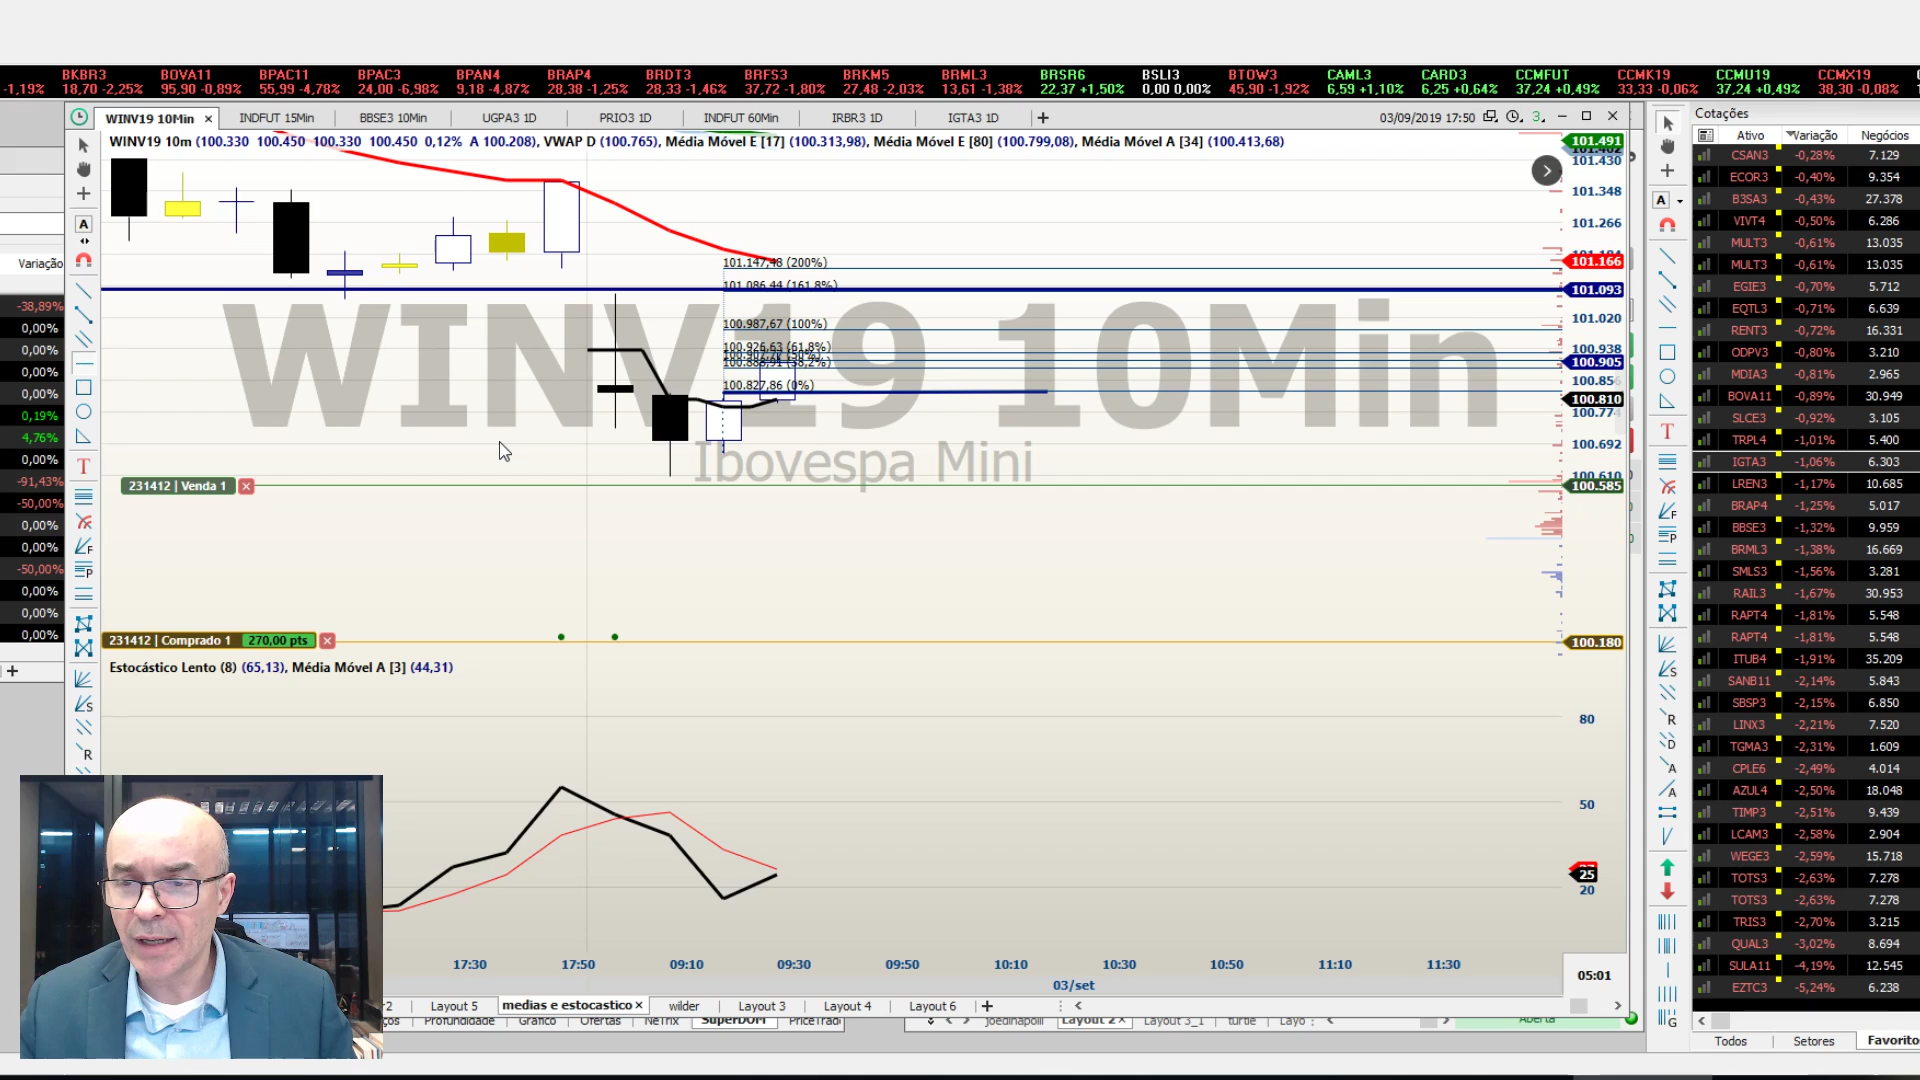 BKBR3 BOVA11 BPAC11 BPAC3 BPAN4 BRAP4 BRDT3 BRFS3 BRKM5 BRML3 BRSR6 BSLI3 BTOW3 CAML3 CARD3 CCMFUT CCMK19 CCMU19 CCMX19
-1,19% 18,70 -2,25% 95,90 -0,89% 55,99 -4,78% 24,00 -6,98% 9,18 -4,87% 28,38 -1,25% 28,33 -1,46% 37,72 -1,80% 27,48 -2,03% 13,61 -1,38% 22,37 +1,50% 0,00 0,00% 45,90 -1,92% 6,59 +1,10% 6,25 +0,64% 37,24 +0,49% 33,33 -0,06% 37,24 +0,49% 38,30 -0,08%
WINV19 10Min × INDFUT 15Min BBSE3 10Min UGPA3 1D PRIO3 1D INDFUT 60Min IRBR3 1D IGTA3 1D + 03/09/2019 17:50
WINV19 10m (100.330 100.450 100.330 100.450 0,12% A 100.208), VWAP D (100.765), Média Móvel E [17] (100.313,98), Média Móvel E [80] (100.799,08), Média Móvel A [34] (100.413,68)
WINV19 10Min
Ibovespa Mini
101.147,48 (200%)
101.086,44 (161,8%)
100.987,67 (100%)
100.926,63 (61,8%)
100.827,86 (0%)
101.491
101.430
101.348
101.266
101.166
101.093
101.020
100.938
100.905
100.856
100.810
100.774
100.692
100.610
100.585
100.180
231412 | Venda 1
231412 | Comprado 1 270,00 pts
Estocástico Lento (8) (65,13), Média Móvel A [3] (44,31)
80
50
25
20
17:30 17:50 09:10 09:30 09:50 10:10 10:30 10:50 11:10 11:30
03/set
05:01
Layout 5 medias e estocastico × wilder Layout 3 Layout 4 Layout 6 +
Profundidade Gráfico Ofertas NeTrix SuperDOM PriceTradi joedinapoli Layout 2 × Layout 3_1 turtle Layo Aberta
Variação
-38,89%
0,00%
0,00%
0,00%
0,00%
0,19%
4,76%
0,00%
-91,43%
-50,00%
0,00%
0,00%
-50,00%
0,00%
0,00%
0,00%
Cotações
Ativo Variação Negócios
CSAN3 -0,28% 7.129
ECOR3 -0,40% 9.354
B3SA3 -0,43% 27.378
VIVT4 -0,50% 6.286
MULT3 -0,61% 13.035
MULT3 -0,61% 13.035
EGIE3 -0,70% 5.712
EQTL3 -0,71% 6.639
RENT3 -0,72% 16.331
ODPV3 -0,80% 3.210
MDIA3 -0,81% 2.965
BOVA11 -0,89% 30.949
SLCE3 -0,92% 3.105
TRPL4 -1,01% 5.400
IGTA3 -1,06% 6.303
LREN3 -1,17% 10.685
BRAP4 -1,25% 5.017
BBSE3 -1,32% 9.959
BRML3 -1,38% 16.669
SMLS3 -1,56% 3.281
RAIL3 -1,67% 30.953
RAPT4 -1,81% 5.548
RAPT4 -1,81% 5.548
ITUB4 -1,91% 35.209
SANB11 -2,14% 5.843
SBSP3 -2,15% 6.850
LINX3 -2,21% 7.520
TGMA3 -2,31% 1.609
CPLE6 -2,49% 4.014
AZUL4 -2,50% 18.048
TIMP3 -2,51% 9.439
LCAM3 -2,58% 2.904
WEGE3 -2,59% 15.718
TOTS3 -2,63% 7.278
TOTS3 -2,63% 7.278
TRIS3 -2,70% 3.215
QUAL3 -3,02% 8.694
SULA11 -4,19% 12.545
EZTC3 -5,24% 6.238
Todos Setores Favorito